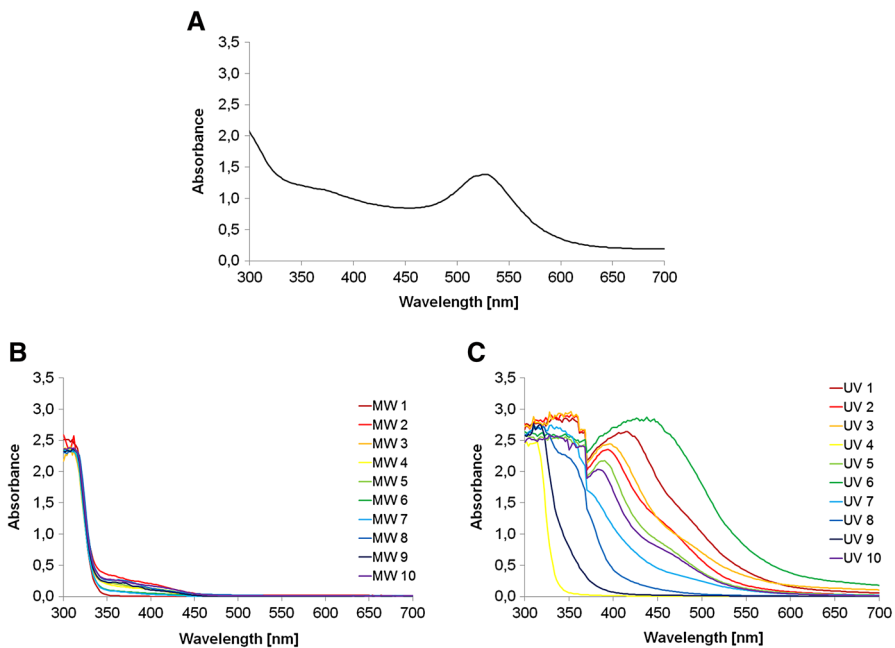 A
3,5
3,0
2,5
2,0
1,5
1,0
0,5
0,0
Absorbance
300 350 400 450 500 550 600 650 700
Wavelength [nm]
B
3,5
3,0
2,5
2,0
1,5
1,0
0,5
0,0
Absorbance
300 350 400 450 500 550 600 650 700
Wavelength [nm]
MW 1
MW 2
MW 3
MW 4
MW 5
MW 6
MW 7
MW 8
MW 9
MW 10
C
3,5
3,0
2,5
2,0
1,5
1,0
0,5
0,0
Absorbance
300 350 400 450 500 550 600 650 700
Wavelength [nm]
UV 1
UV 2
UV 3
UV 4
UV 5
UV 6
UV 7
UV 8
UV 9
UV 10